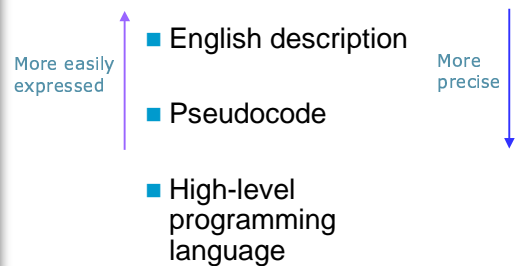 English description
More easily
expressed
More
precise
Pseudocode
High-level
programming
language